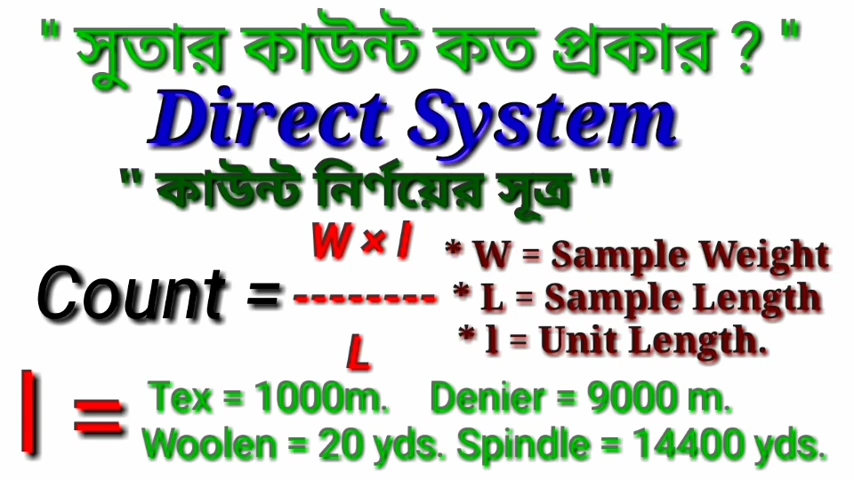 " সুতার কাউন্ট কত প্রকার ? "
Direct System
" কাউন্ট নির্ণয়ের সূত্র "
W × l
Count = --------
L
* W = Sample Weight
* L = Sample Length
* l = Unit Length.
l =
Tex = 1000m. Denier = 9000 m.
Woolen = 20 yds. Spindle = 14400 yds.